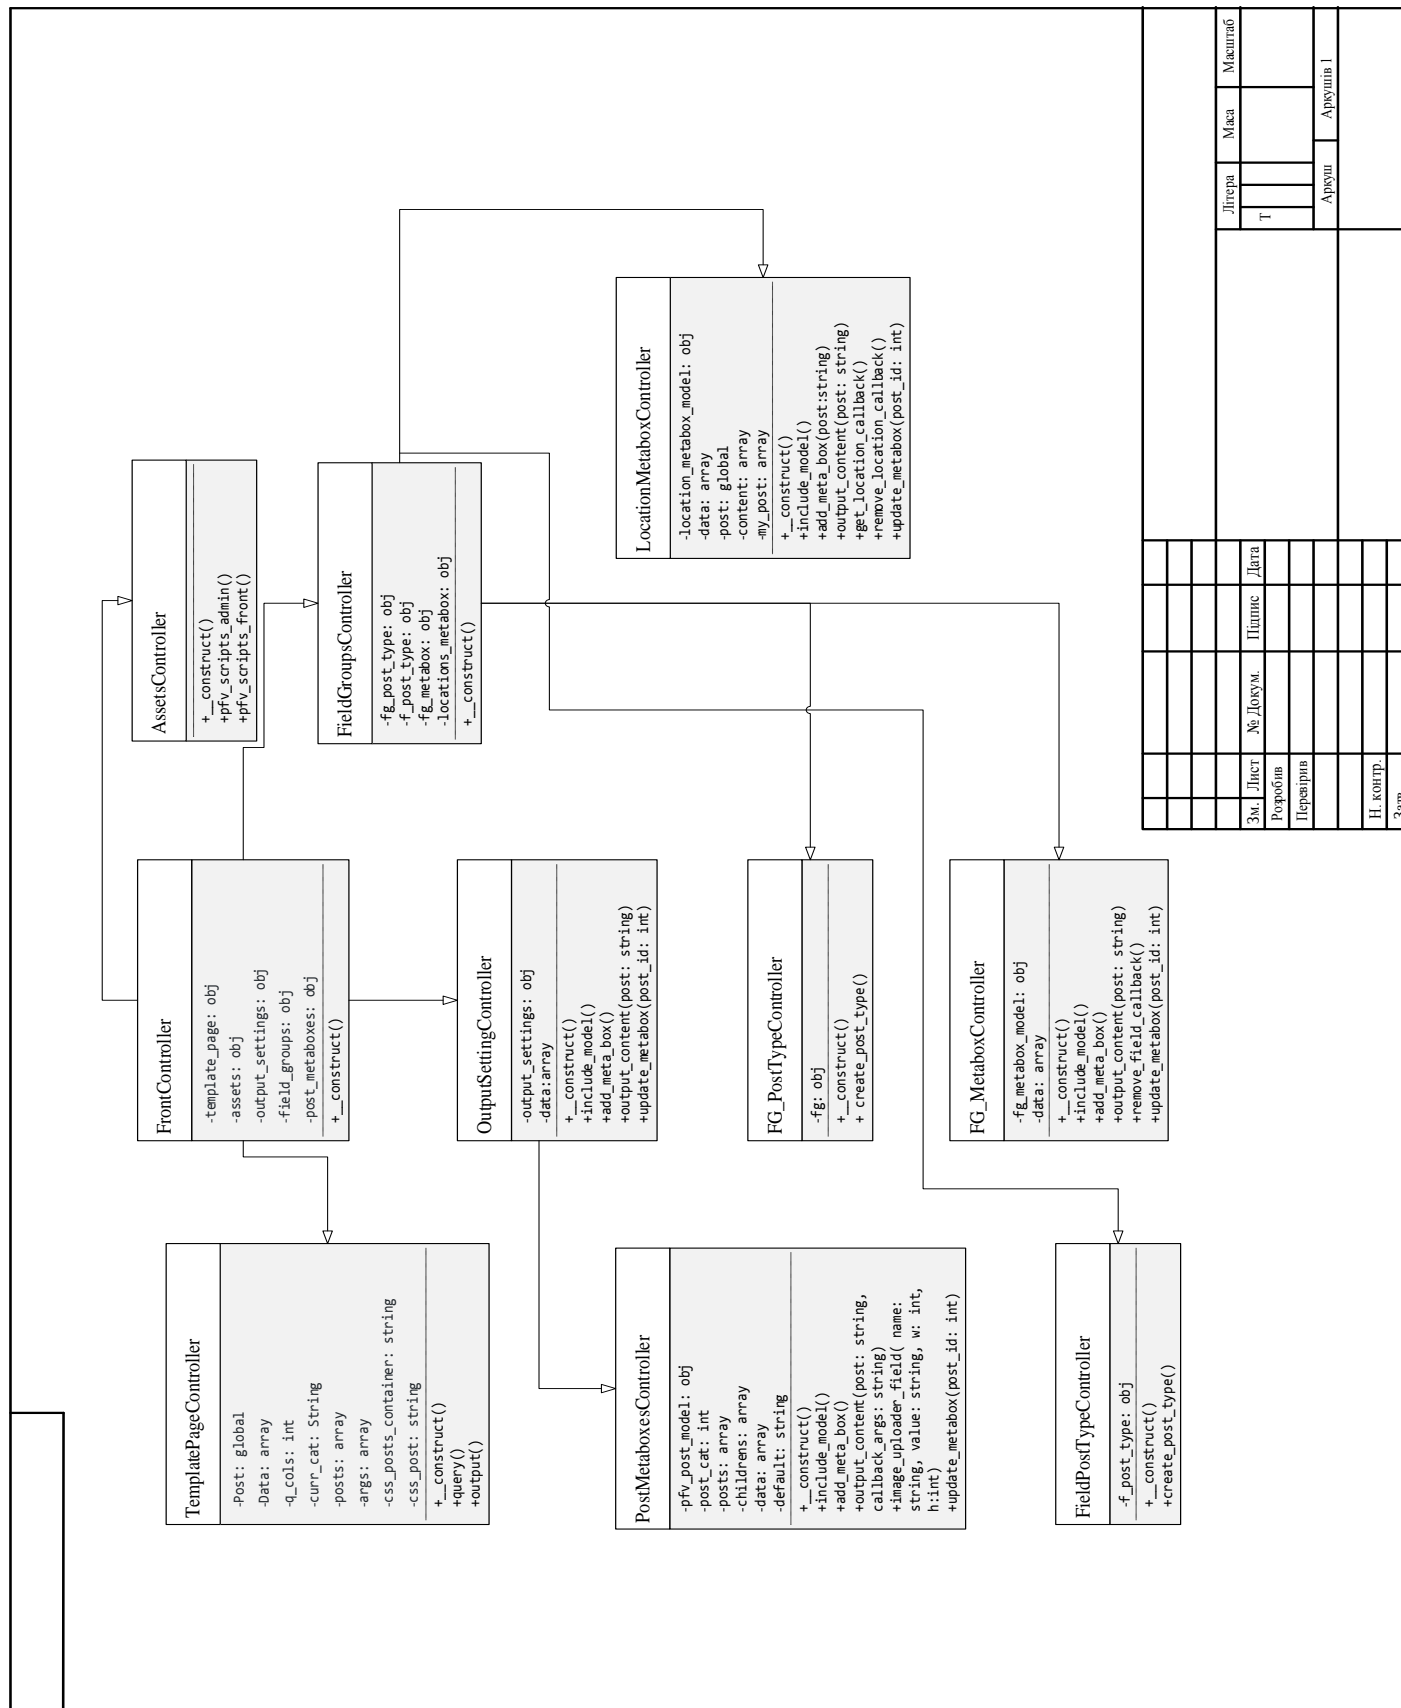 TemplatePageController
-Post: global
-Data: array
-q_cols: int
-curr_cat: String
-posts: array
-args: array
-css_posts_container: string
-css_post: string
+__construct()
+query()
+output()
FrontController
-template_page: obj
-assets: obj
-output_settings: obj
-field_groups: obj
-post_metaboxes: obj
+__construct()
AssetsController
+__construct()
+pfv_scripts_admin()
+pfv_scripts_front()
FieldGroupsController
-fg_post_type: obj
-f_post_type: obj
-fg_metabox: obj
-locations_metabox: obj
+__construct()
OutputSettingController
-output_settings: obj
-data:array
+__construct()
+include_model()
+add_meta_box()
+output_content(post: string)
+update_metabox(post_id: int)
PostMetaboxesController
-pfv_post_model: obj
-post_cat: int
-posts: array
-childrens: array
-data: array
-default: string
+__construct()
+include_model()
+add_meta_box()
+output_content(post: string,
callback_args: string)
+image_uploader_field( name:
string, value: string, w: int,
h:int)
+update_metabox(post_id: int)
LocationMetaboxController
-location_metabox_model: obj
-data: array
-post: global
-content: array
-my_post: array
+__construct()
+include_model()
+add_meta_box(post:string)
+output_content(post: string)
+get_location_callback()
+remove_location_callback()
+update_metabox(post_id: int)
FG_PostTypeController
-fg: obj
+__construct()
+ create_post_type()
FG_MetaboxController
-fg_metabox_model: obj
-data: array
+__construct()
+include_model()
+add_meta_box()
+output_content(post: string)
+remove_field_callback()
+update_metabox(post_id: int)
FieldPostTypeController
-f_post_type: obj
+__construct()
+create_post_type()
Літера Маса Масштаб
Т
Зм. Лист № Докум. Підпис Дата
Розробив
Перевірив
Аркуш Аркушів 1
Н. контр.